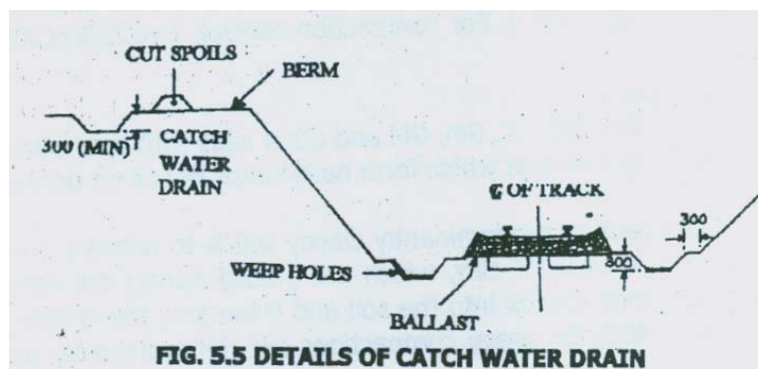 CUT SPOILS
BERM
300 (MIN)
CATCH
WATER
DRAIN
℄ OF TRACK
300
WEEP HOLES
300
BALLAST
FIG. 5.5 DETAILS OF CATCH WATER DRAIN